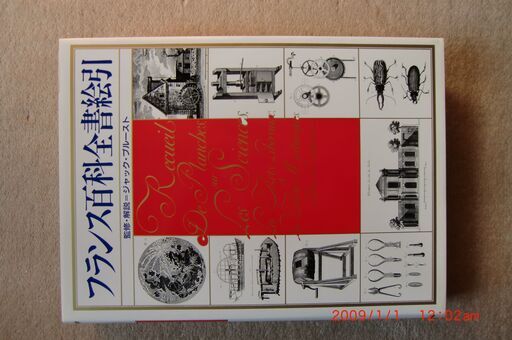 フランス百科全書絵引
監修・解説=ジャック・プルースト
Recueil
De Planches
sur
Les Sciences,
2009/1/1 12:02am